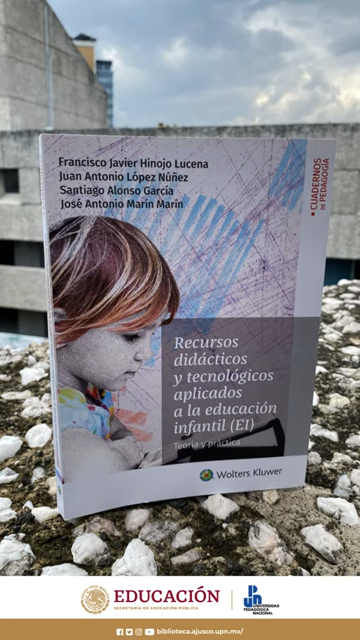 Francisco Javier Hinojo Lucena
Juan Antonio López Núñez
Santiago Alonso García
José Antonio Marín Marín
CUADERNOS
DE PEDAGOGÍA
Recursos
didácticos
y tecnológicos
aplicados
a la educación
infantil (EI)
Teoría y práctica
Wolters Kluwer
EDUCACIÓN
SECRETARÍA DE EDUCACIÓN PÚBLICA
UNIVERSIDAD
PEDAGÓGICA
NACIONAL
biblioteca.ajusco.upn.mx/